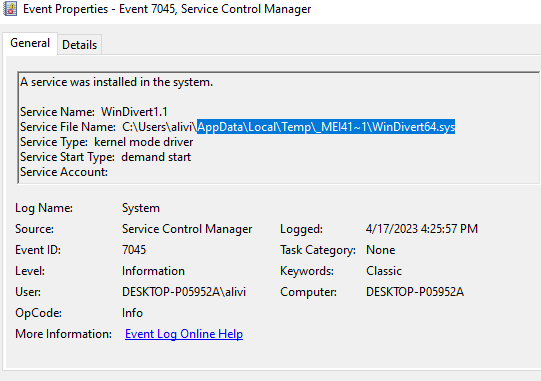 Event Properties - Event 7045, Service Control Manager
General Details
A service was installed in the system.
Service Name: WinDivert1.1
Service File Name: C:\Users\alivi\AppData\Local\Temp\_MEI41~1\WinDivert64.sys
Service Type: kernel mode driver
Service Start Type: demand start
Service Account:
Log Name: System
Source: Service Control Manager Logged: 4/17/2023 4:25:57 PM
Event ID: 7045 Task Category: None
Level: Information Keywords: Classic
User: DESKTOP-P05952A\alivi Computer: DESKTOP-P05952A
OpCode: Info
More Information: Event Log Online Help